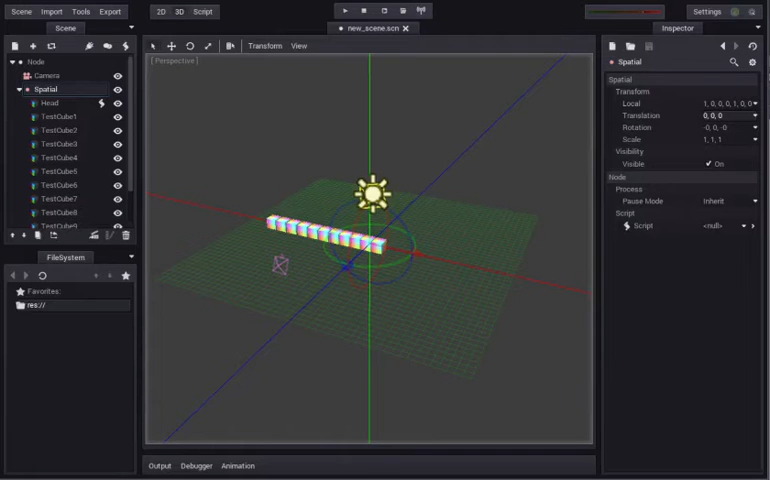 Scene Import Tools Export
2D 3D Script
Settings
Scene
new_scene.scn
Inspector
Transform View
[ Perspective ]
Node
Camera
Spatial
Head
TestCube1
TestCube2
TestCube3
TestCube4
TestCube5
TestCube6
TestCube7
TestCube8
TestCube9
FileSystem
Favorites:
res://
Output Debugger Animation
Spatial
Spatial
Transform
Local 1, 0, 0, 0, 1, 0, 0
Translation 0, 0, 0
Rotation -0, 0, -0
Scale 1, 1, 1
Visibility
Visible On
Node
Process
Pause Mode Inherit
Script
Script <null>